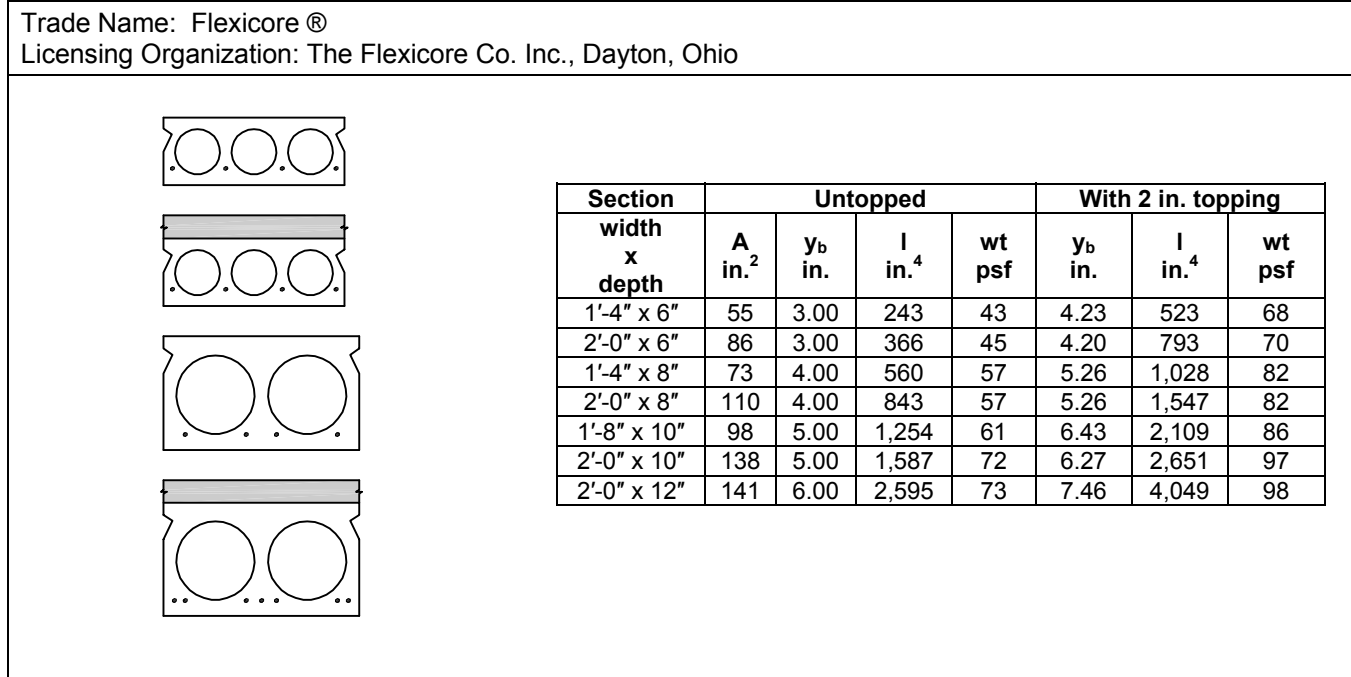 Trade Name: Flexicore ®
Licensing Organization: The Flexicore Co. Inc., Dayton, Ohio
Section Untopped With 2 in. topping
width x depth A in.² yb in. I in.⁴ wt psf yb in. I in.⁴ wt psf
1′-4″ x 6″ 55 3.00 243 43 4.23 523 68
2′-0″ x 6″ 86 3.00 366 45 4.20 793 70
1′-4″ x 8″ 73 4.00 560 57 5.26 1,028 82
2′-0″ x 8″ 110 4.00 843 57 5.26 1,547 82
1′-8″ x 10″ 98 5.00 1,254 61 6.43 2,109 86
2′-0″ x 10″ 138 5.00 1,587 72 6.27 2,651 97
2′-0″ x 12″ 141 6.00 2,595 73 7.46 4,049 98